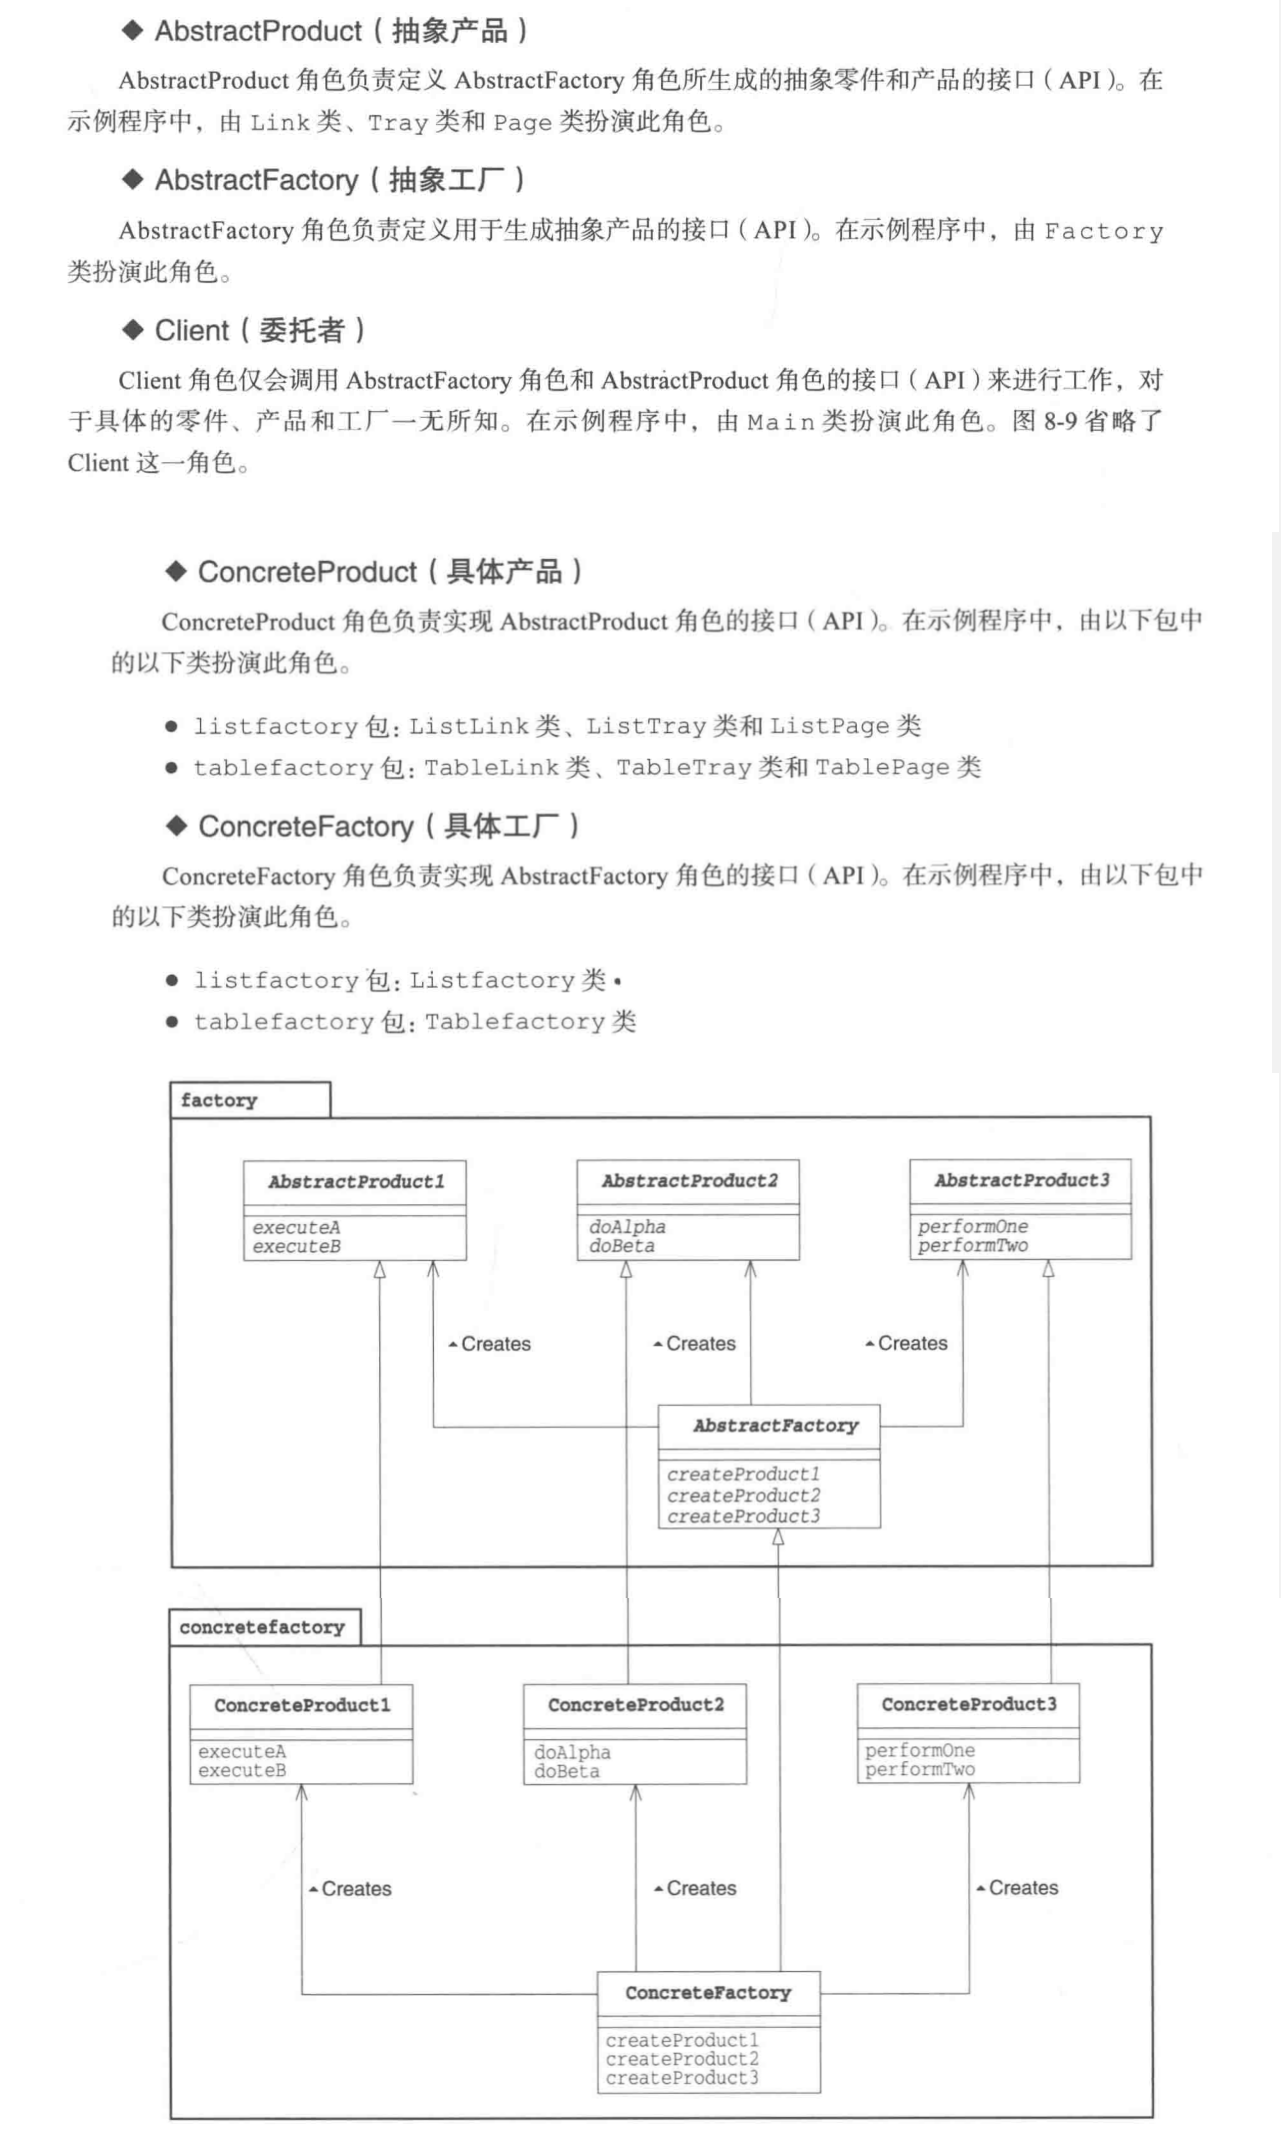 ◆ AbstractProduct（抽象产品）
AbstractProduct 角色负责定义 AbstractFactory 角色所生成的抽象零件和产品的接口（API）。在
示例程序中，由 Link 类、Tray 类和 Page 类扮演此角色。
◆ AbstractFactory（抽象工厂）
AbstractFactory 角色负责定义用于生成抽象产品的接口（API）。在示例程序中，由 Factory
类扮演此角色。
◆ Client（委托者）
Client 角色仅会调用 AbstractFactory 角色和 AbstractProduct 角色的接口（API）来进行工作，对
于具体的零件、产品和工厂一无所知。在示例程序中，由 Main 类扮演此角色。图 8-9 省略了
Client 这一角色。
◆ ConcreteProduct（具体产品）
ConcreteProduct 角色负责实现 AbstractProduct 角色的接口（API）。在示例程序中，由以下包中
的以下类扮演此角色。
● listfactory 包：ListLink 类、ListTray 类和 ListPage 类
● tablefactory 包：TableLink 类、TableTray 类和 TablePage 类
◆ ConcreteFactory（具体工厂）
ConcreteFactory 角色负责实现 AbstractFactory 角色的接口（API）。在示例程序中，由以下包中
的以下类扮演此角色。
● listfactory 包：Listfactory 类
● tablefactory 包：Tablefactory 类
factory
AbstractProduct1
executeA
executeB
AbstractProduct2
doAlpha
doBeta
AbstractProduct3
performOne
performTwo
Creates
Creates
Creates
AbstractFactory
createProduct1
createProduct2
createProduct3
concretefactory
ConcreteProduct1
executeA
executeB
ConcreteProduct2
doAlpha
doBeta
ConcreteProduct3
performOne
performTwo
Creates
Creates
Creates
ConcreteFactory
createProduct1
createProduct2
createProduct3